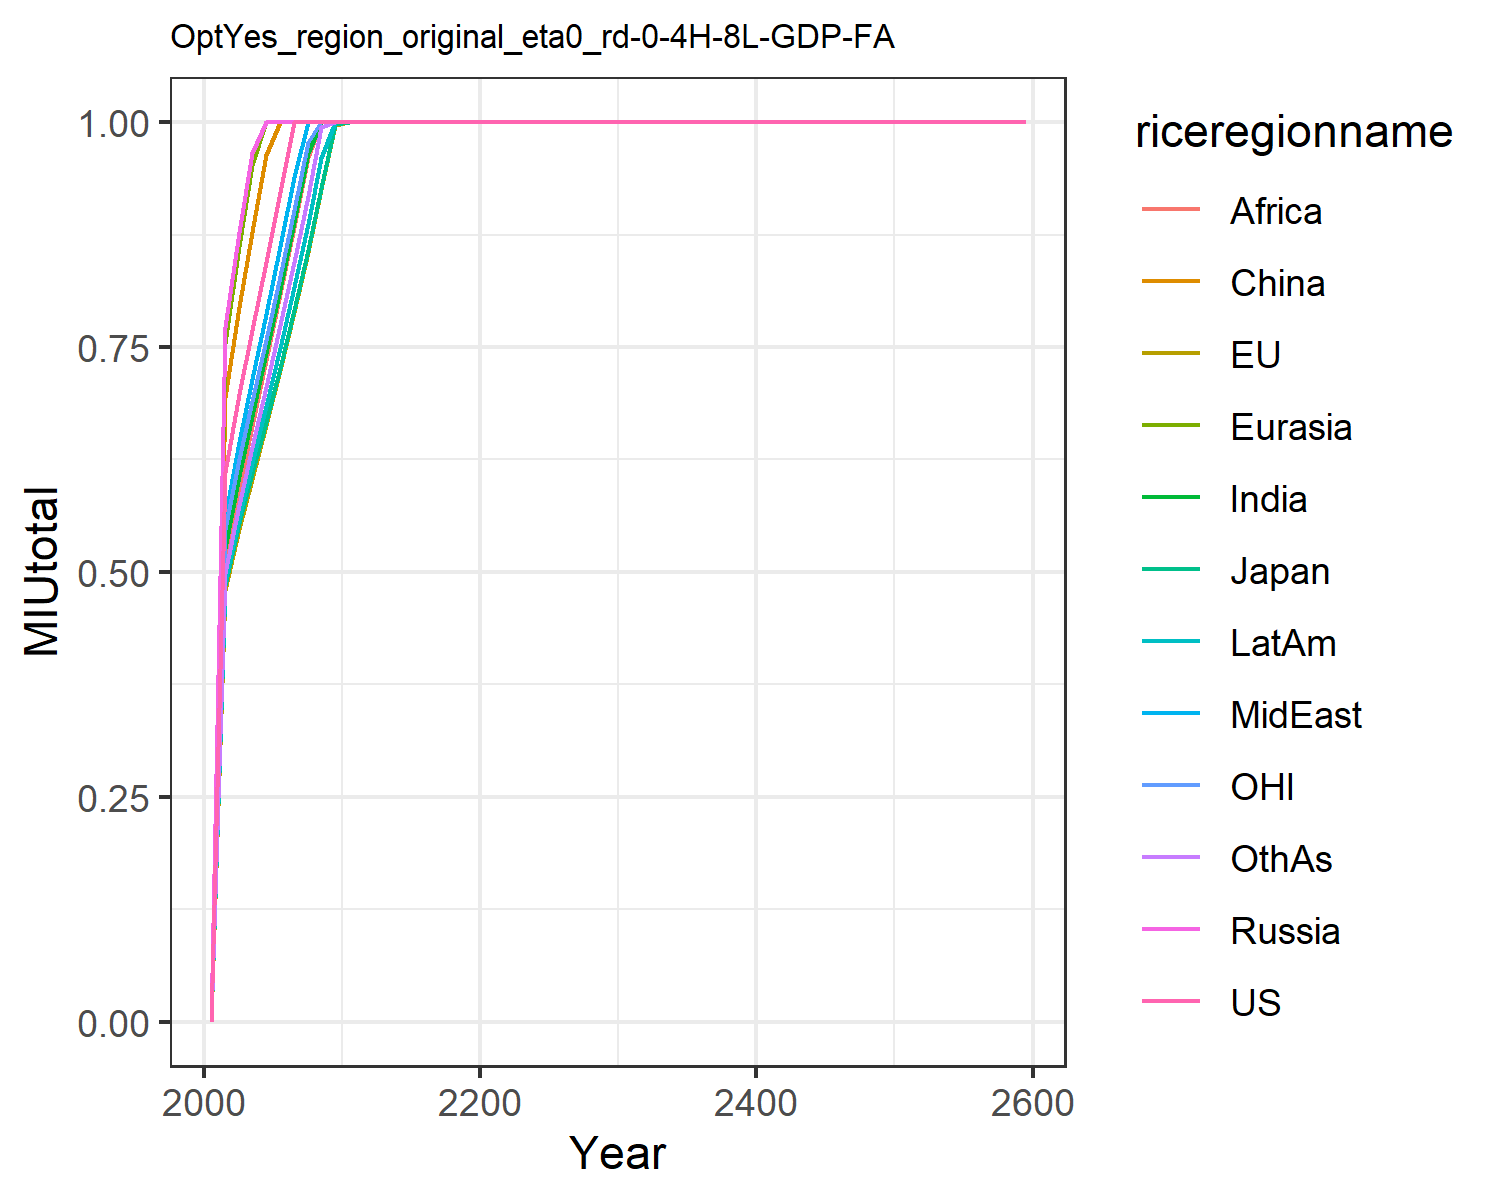 OptYes_region_original_eta0_rd-0-4H-8L-GDP-FA
1.00
0.75
0.50
0.25
0.00
MIUtotal
2000
2200
2400
2600
Year
riceregionname
Africa
China
EU
Eurasia
India
Japan
LatAm
MidEast
OHI
OthAs
Russia
US